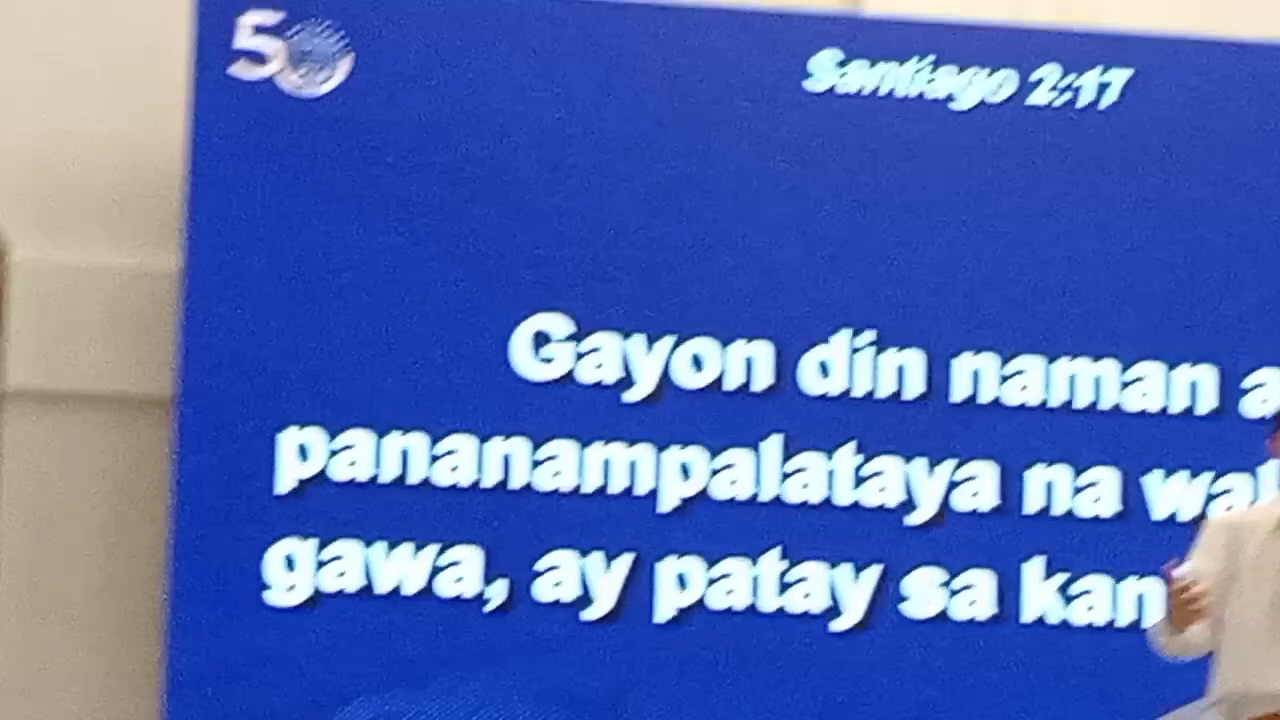 50
Santiago 2:17
Gayon din naman
pananampalataya na
gawa, ay patay sa